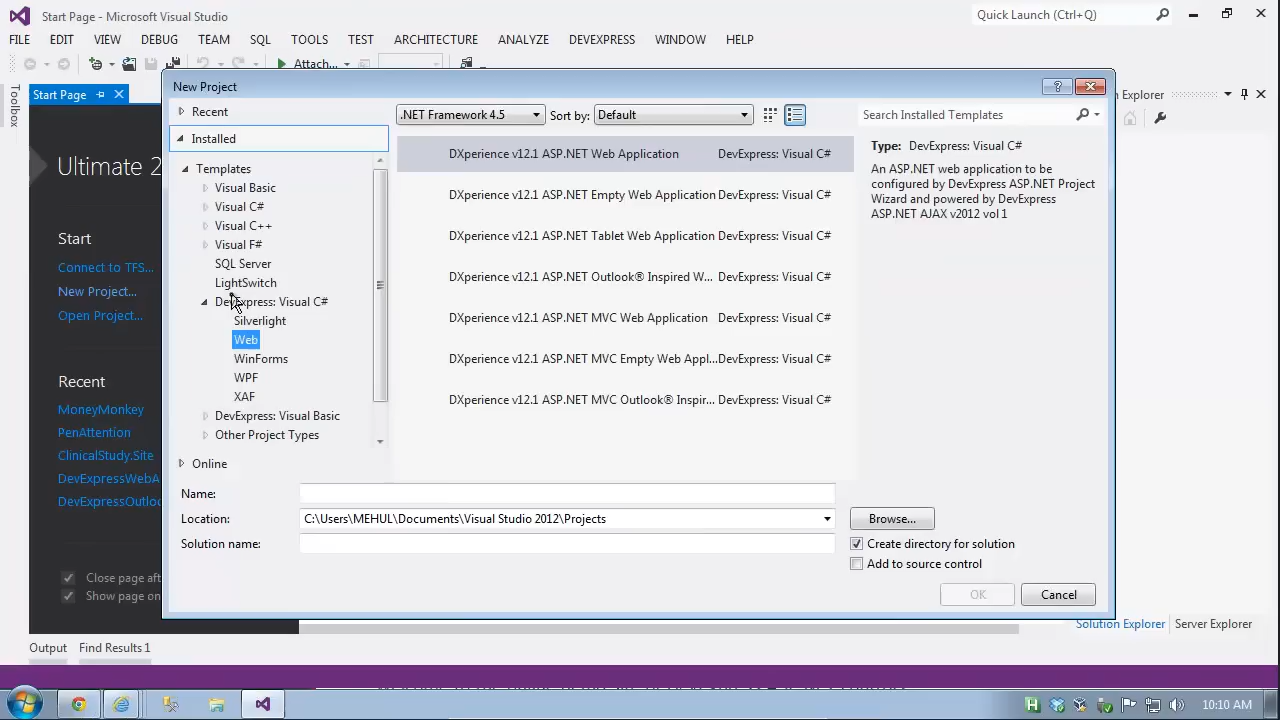 Start Page - Microsoft Visual Studio
Quick Launch (Ctrl+Q)
FILE EDIT VIEW DEBUG TEAM SQL TOOLS TEST ARCHITECTURE ANALYZE DEVEXPRESS WINDOW HELP
Attach...
Toolbox
Start Page
n Explorer
New Project
Recent
Installed
.NET Framework 4.5
Sort by:
Default
Search Installed Templates
Templates
Visual Basic
Visual C#
Visual C++
Visual F#
SQL Server
LightSwitch
DevExpress: Visual C#
Silverlight
Web
WinForms
WPF
XAF
DevExpress: Visual Basic
Other Project Types
Online
DXperience v12.1 ASP.NET Web Application DevExpress: Visual C#
DXperience v12.1 ASP.NET Empty Web Application DevExpress: Visual C#
DXperience v12.1 ASP.NET Tablet Web Application DevExpress: Visual C#
DXperience v12.1 ASP.NET Outlook® Inspired W... DevExpress: Visual C#
DXperience v12.1 ASP.NET MVC Web Application DevExpress: Visual C#
DXperience v12.1 ASP.NET MVC Empty Web Appl... DevExpress: Visual C#
DXperience v12.1 ASP.NET MVC Outlook® Inspir... DevExpress: Visual C#
Type: DevExpress: Visual C#
An ASP.NET web application to be
configured by DevExpress ASP.NET Project
Wizard and powered by DevExpress
ASP.NET AJAX v2012 vol 1
Name:
Location:
C:\Users\MEHUL\Documents\Visual Studio 2012\Projects
Browse...
Solution name:
Create directory for solution
Add to source control
OK
Cancel
Ultimate 2
Start
Connect to TFS...
New Project...
Open Project...
Recent
MoneyMonkey
PenAttention
ClinicalStudy.Site
DevExpressWebA
DevExpressOutlo
Close page aft
Show page on
Solution Explorer
Server Explorer
Output
Find Results 1
10:10 AM